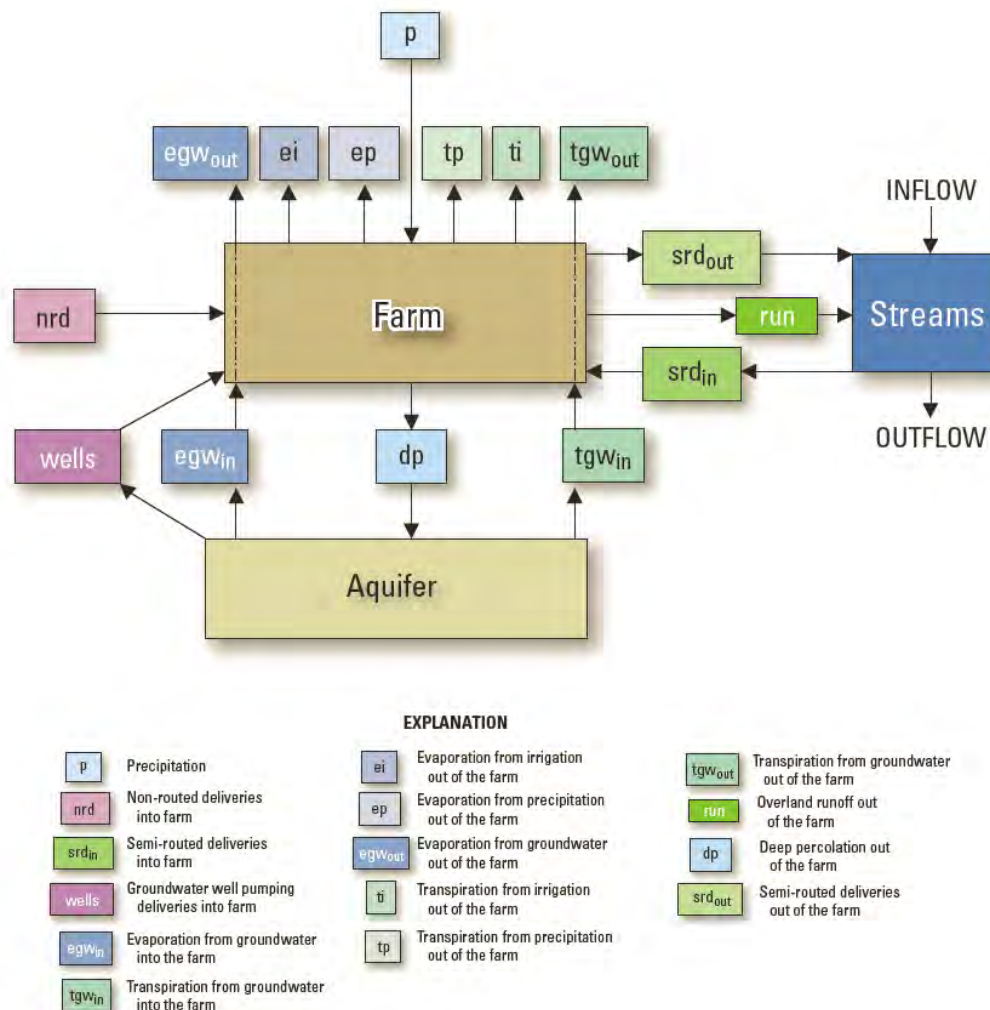 p
egwout
ei
ep
tp
ti
tgwout
INFLOW
srdout
nrd
Farm
run
Streams
srdin
OUTFLOW
wells
egwin
dp
tgwin
Aquifer
EXPLANATION
p Precipitation
nrd Non-routed deliveries
into farm
srdin Semi-routed deliveries
into farm
wells Groundwater well pumping
deliveries into farm
egwin Evaporation from groundwater
into the farm
tgwin Transpiration from groundwater
into the farm
ei Evaporation from irrigation
out of the farm
ep Evaporation from precipitation
out of the farm
egwout Evaporation from groundwater
out of the farm
ti Transpiration from irrigation
out of the farm
tp Transpiration from precipitation
out of the farm
tgwout Transpiration from groundwater
out of the farm
run Overland runoff out
of the farm
dp Deep percolation out
of the farm
srdout Semi-routed deliveries
out of the farm